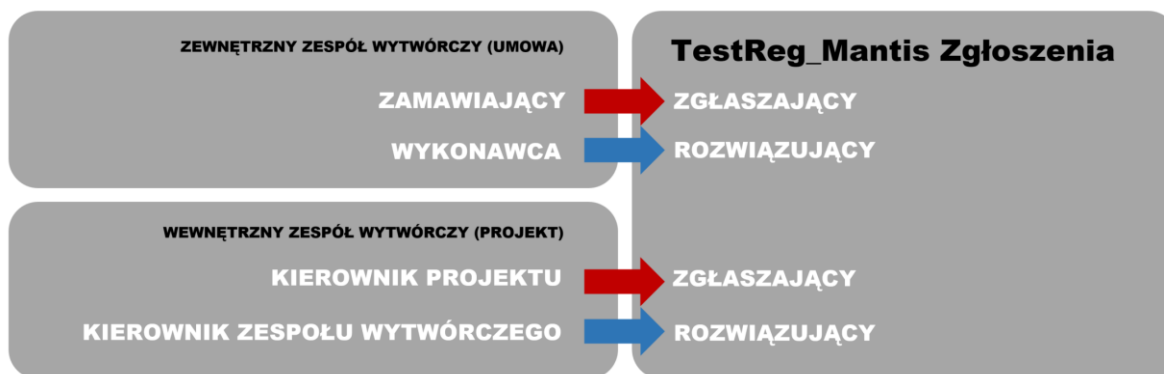 ZEWNĘTRZNY ZESPÓŁ WYTWÓRCZY (UMOWA)
ZAMAWIAJĄCY
WYKONAWCA
TestReg_Mantis Zgłoszenia
ZGŁASZAJĄCY
ROZWIĄZUJĄCY
WEWNĘTRZNY ZESPÓŁ WYTWÓRCZY (PROJEKT)
KIEROWNIK PROJEKTU
KIEROWNIK ZESPOŁU WYTWÓRCZEGO
ZGŁASZAJĄCY
ROZWIĄZUJĄCY